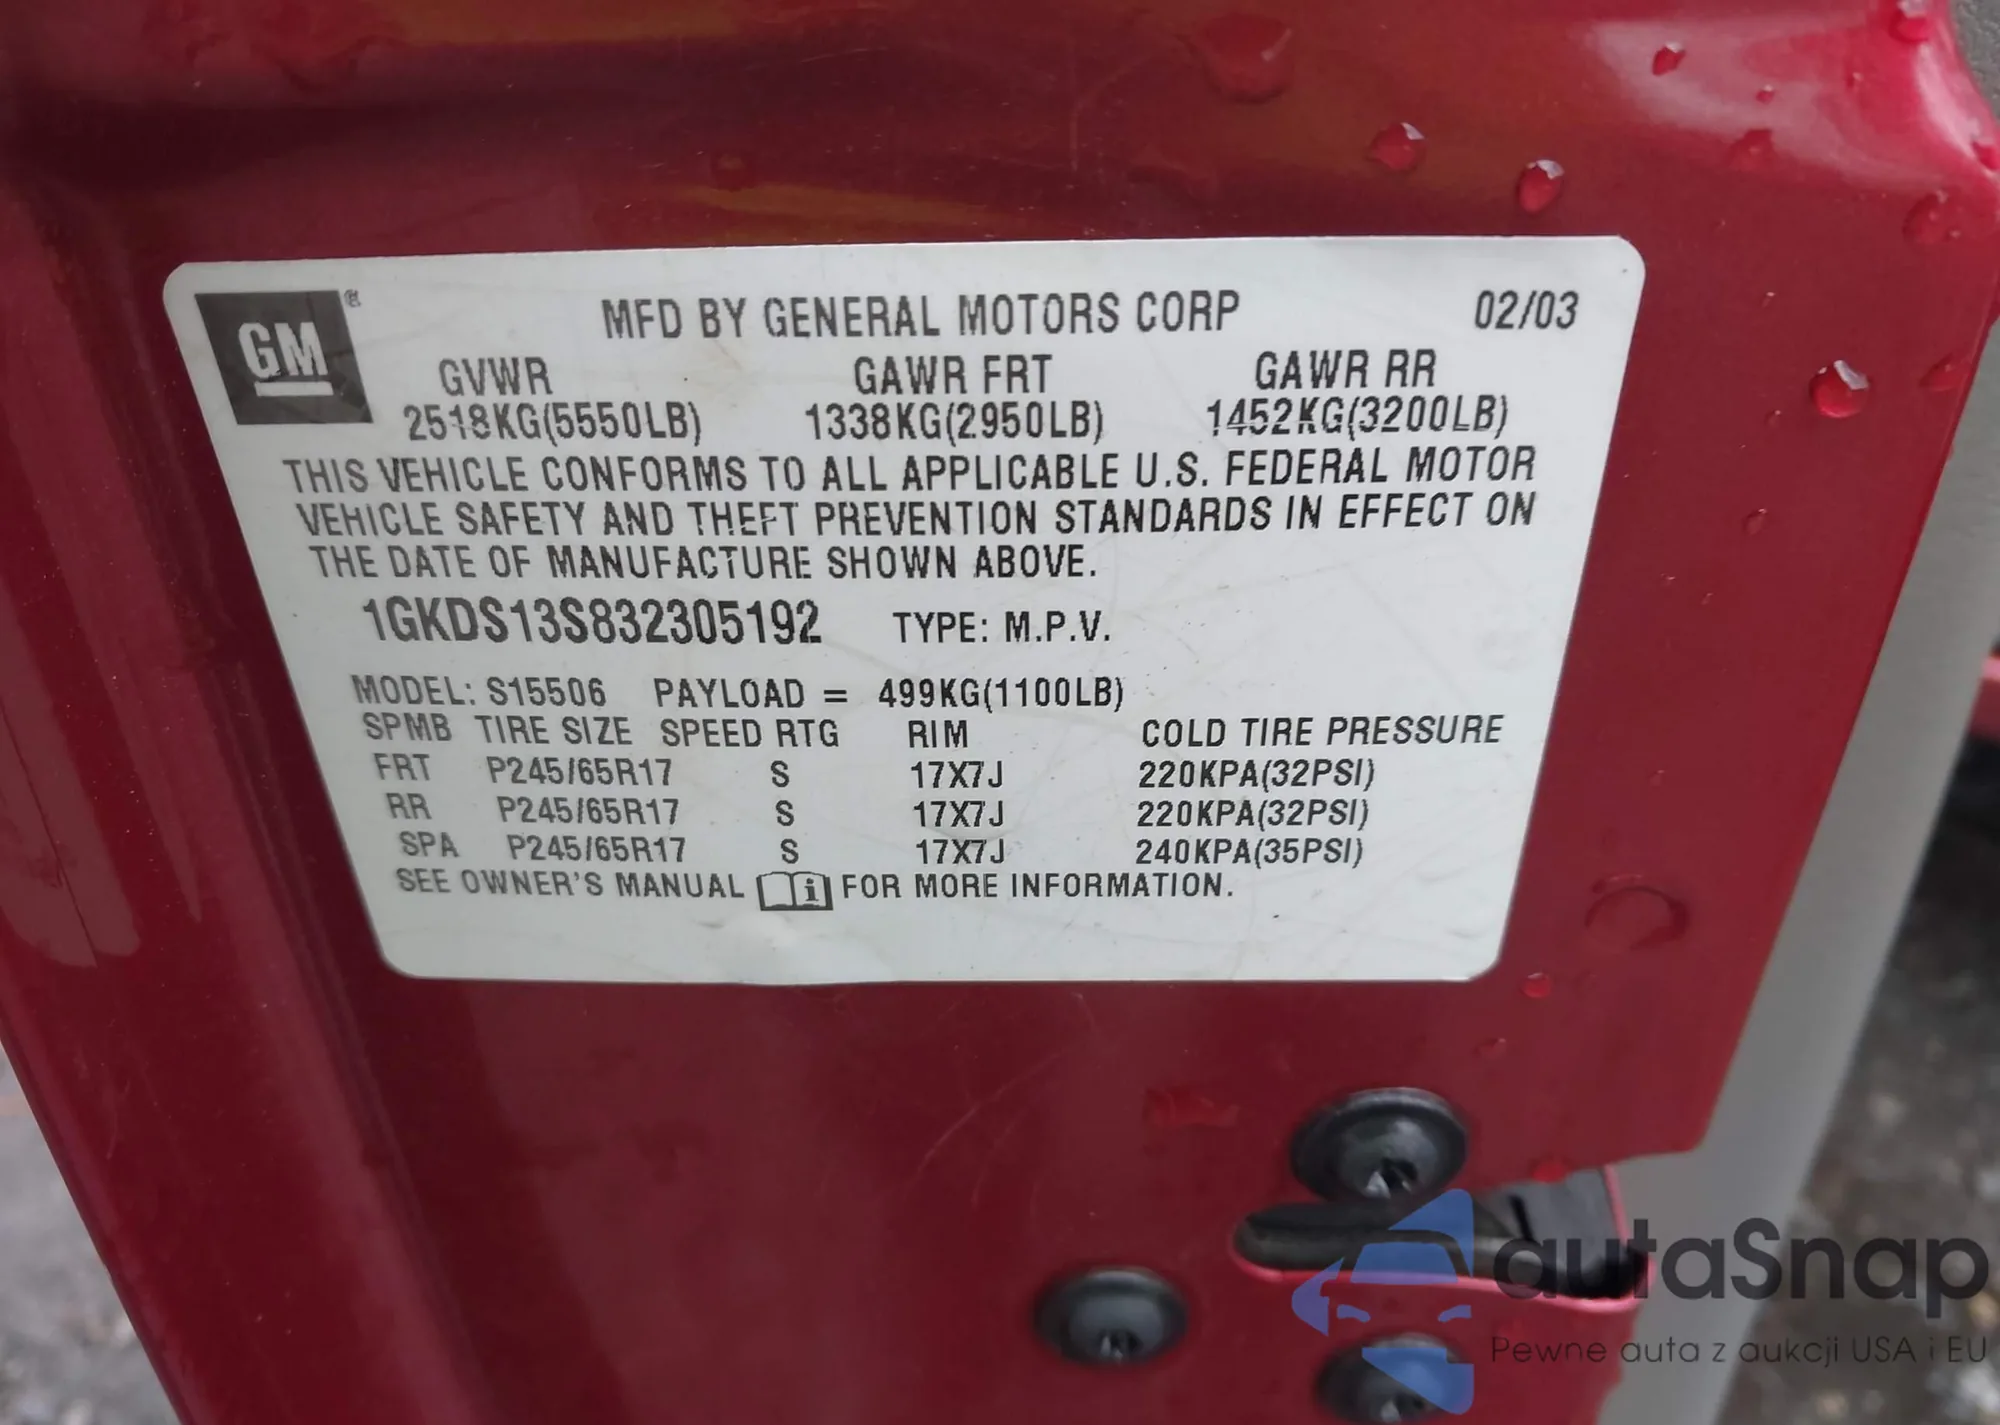 GM ® MFD BY GENERAL MOTORS CORP 02/03
GVWR GAWR FRT GAWR RR
2518KG(5550LB) 1338KG(2950LB) 1452KG(3200LB)
THIS VEHICLE CONFORMS TO ALL APPLICABLE U.S. FEDERAL MOTOR
VEHICLE SAFETY AND THEFT PREVENTION STANDARDS IN EFFECT ON
THE DATE OF MANUFACTURE SHOWN ABOVE.
1GKDS13S832305192 TYPE: M.P.V.
MODEL: S15506 PAYLOAD = 499KG(1100LB)
SPMB TIRE SIZE SPEED RTG RIM COLD TIRE PRESSURE
FRT P245/65R17 S 17X7J 220KPA(32PSI)
RR P245/65R17 S 17X7J 220KPA(32PSI)
SPA P245/65R17 S 17X7J 240KPA(35PSI)
SEE OWNER'S MANUAL i FOR MORE INFORMATION.
autaSnap
Pewne auta z aukcji USA i EU